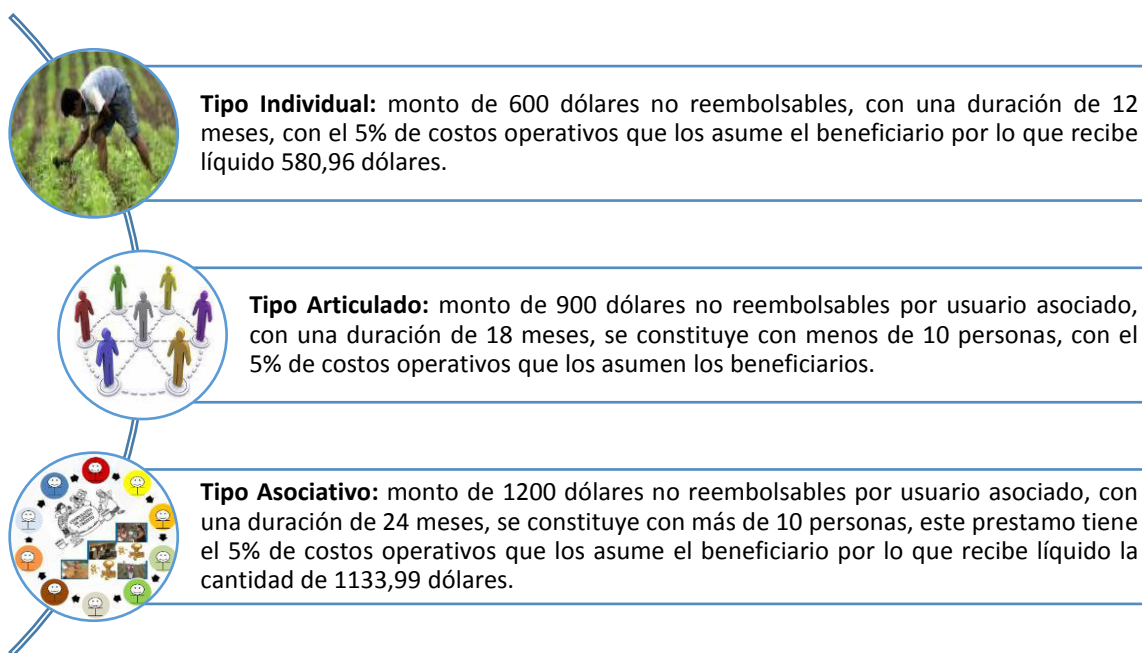 Tipo Individual: monto de 600 dólares no reembolsables, con una duración de 12
meses, con el 5% de costos operativos que los asume el beneficiario por lo que recibe
líquido 580,96 dólares.
Tipo Articulado: monto de 900 dólares no reembolsables por usuario asociado,
con una duración de 18 meses, se constituye con menos de 10 personas, con el
5% de costos operativos que los asumen los beneficiarios.
Tipo Asociativo: monto de 1200 dólares no reembolsables por usuario asociado, con
una duración de 24 meses, se constituye con más de 10 personas, este prestamo tiene
el 5% de costos operativos que los asume el beneficiario por lo que recibe líquido la
cantidad de 1133,99 dólares.